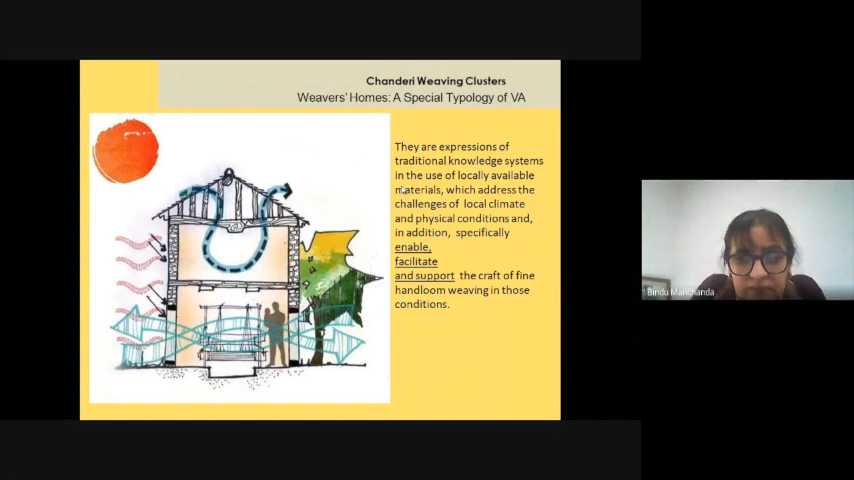 Chanderi Weaving Clusters
Weavers' Homes: A Special Typology of VA
They are expressions of
traditional knowledge systems
in the use of locally available
materials, which address the
challenges of local climate
and physical conditions and,
in addition, specifically
enable,
facilitate
and support the craft of fine
handloom weaving in those
conditions.
Bindu Manchanda